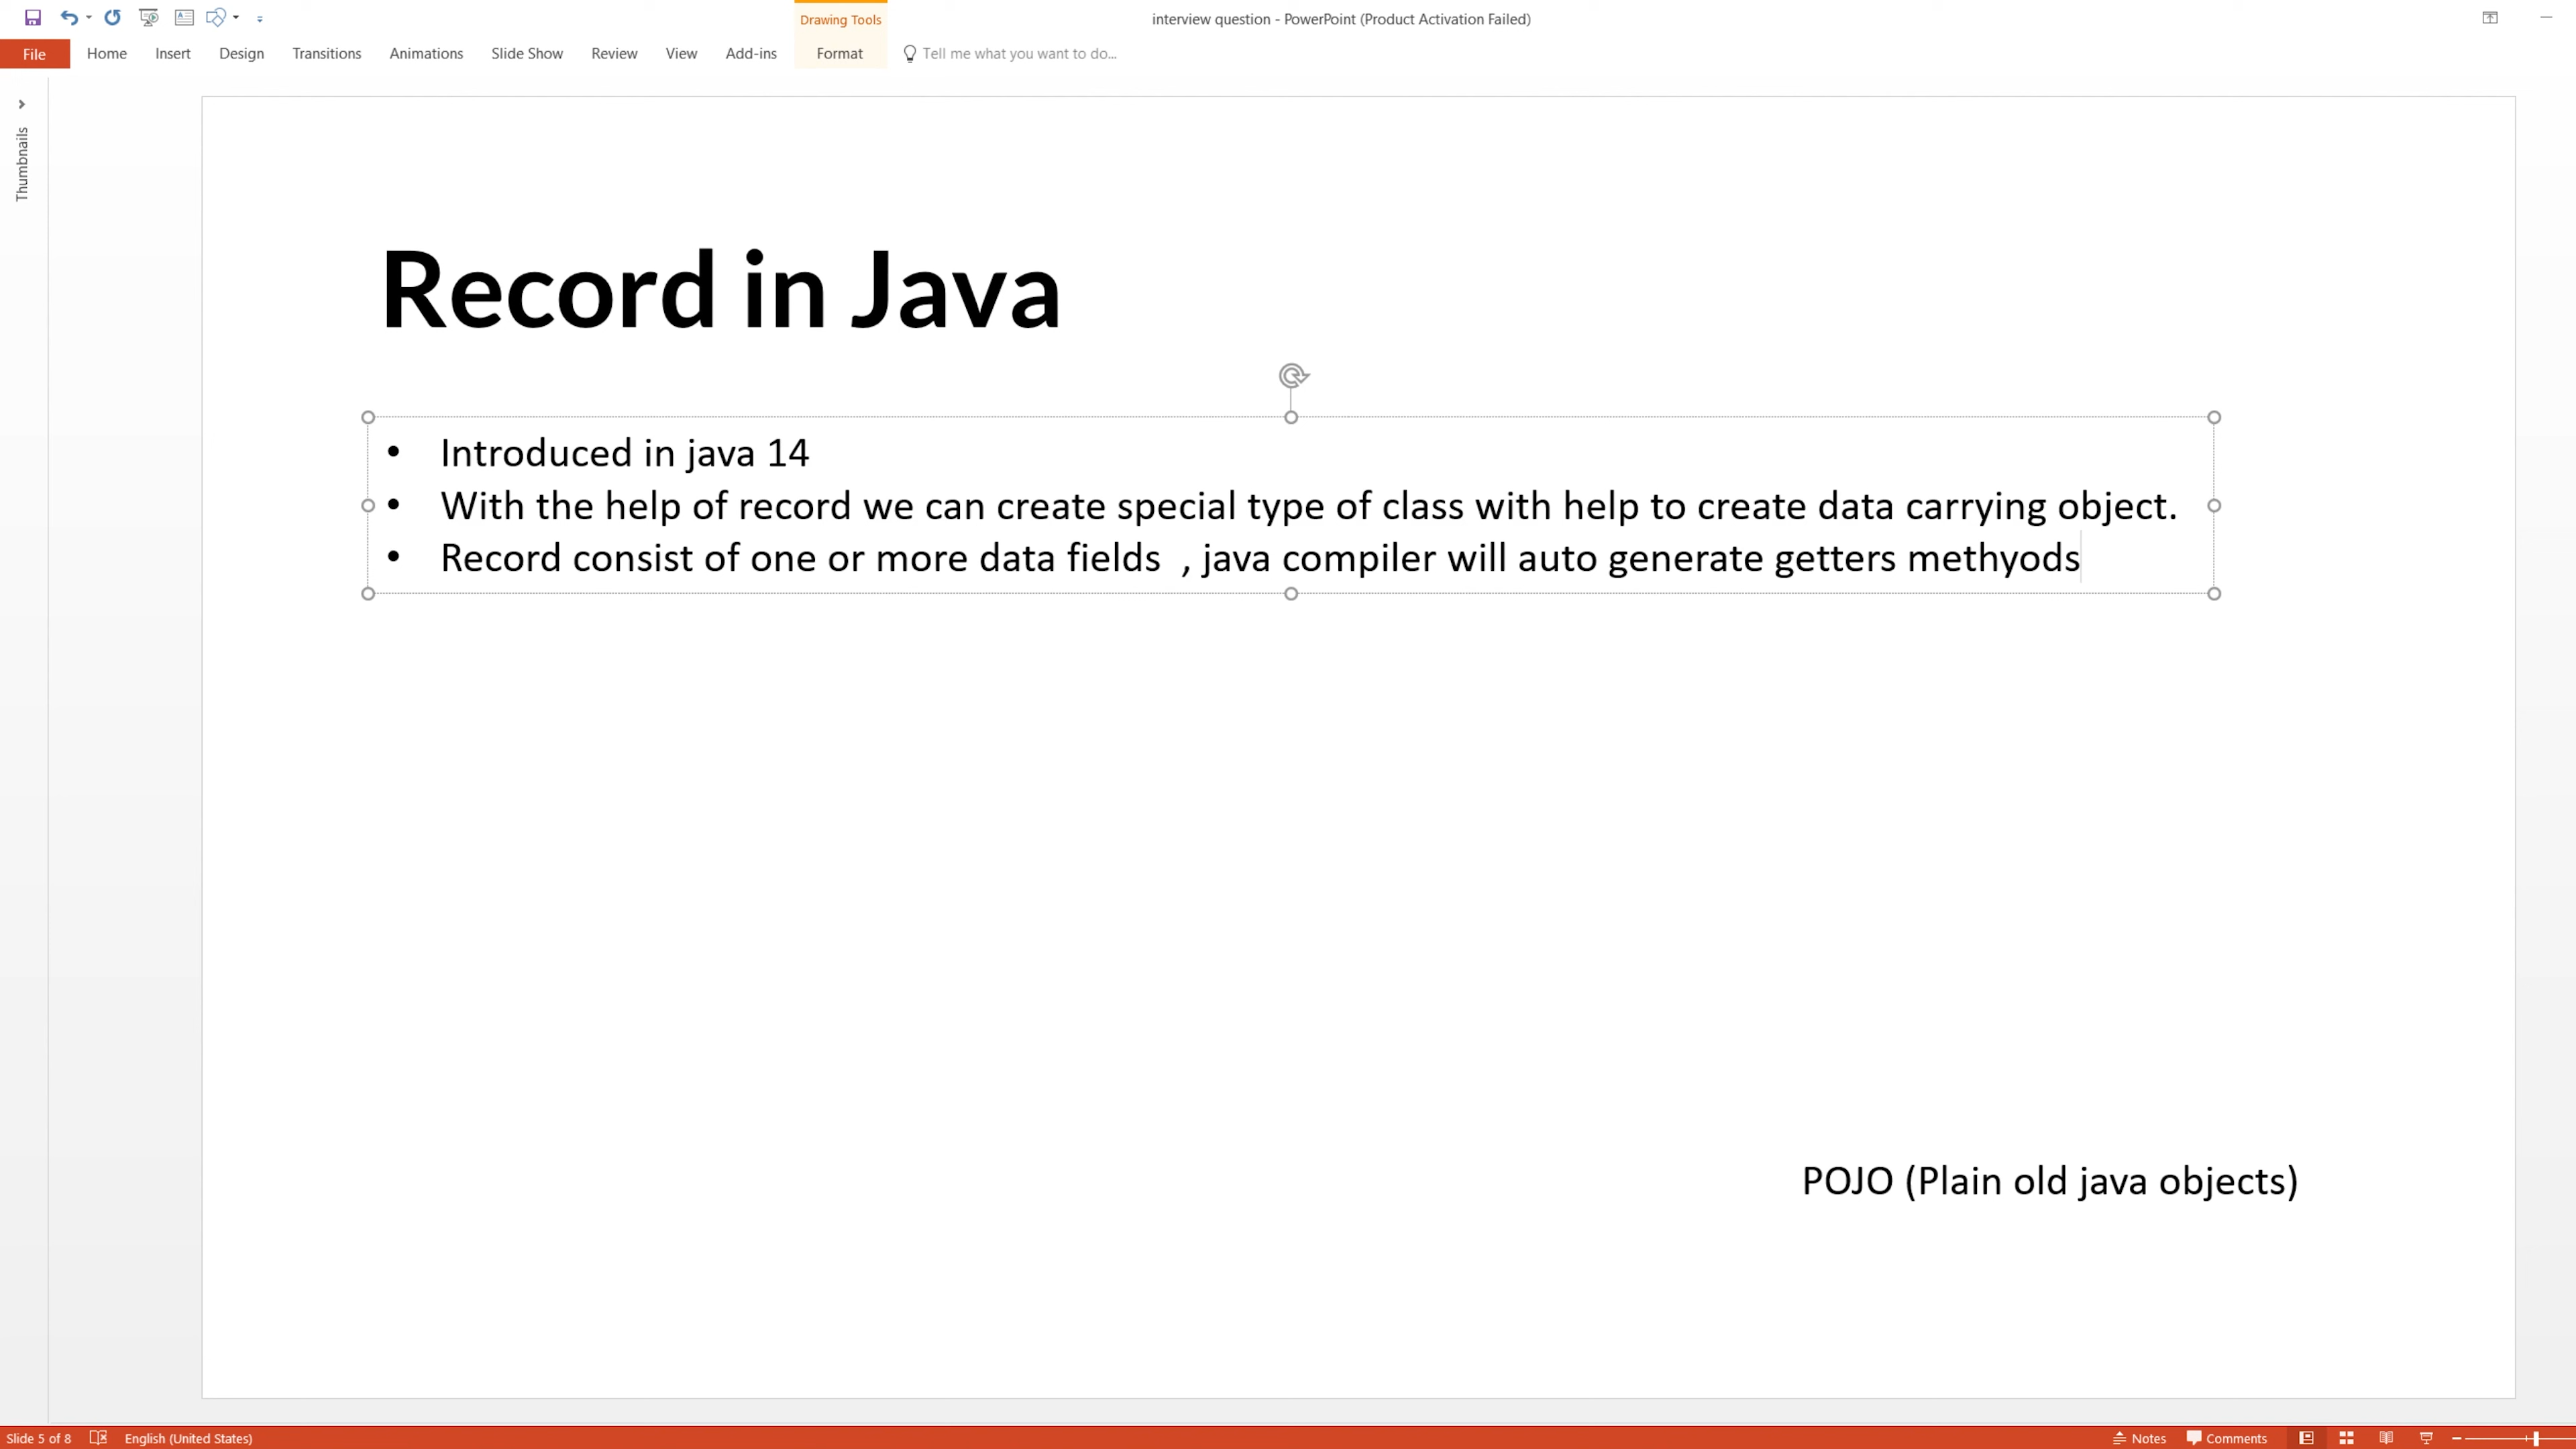 interview question - PowerPoint (Product Activation Failed)
Drawing Tools
File Home Insert Design Transitions Animations Slide Show Review View Add-ins Format Tell me what you want to do...
Thumbnails
Record in Java
• Introduced in java 14
• With the help of record we can create special type of class with help to create data carrying object.
• Record consist of one or more data fields , java compiler will auto generate getters methyods
POJO (Plain old java objects)
Slide 5 of 8 English (United States) Notes Comments